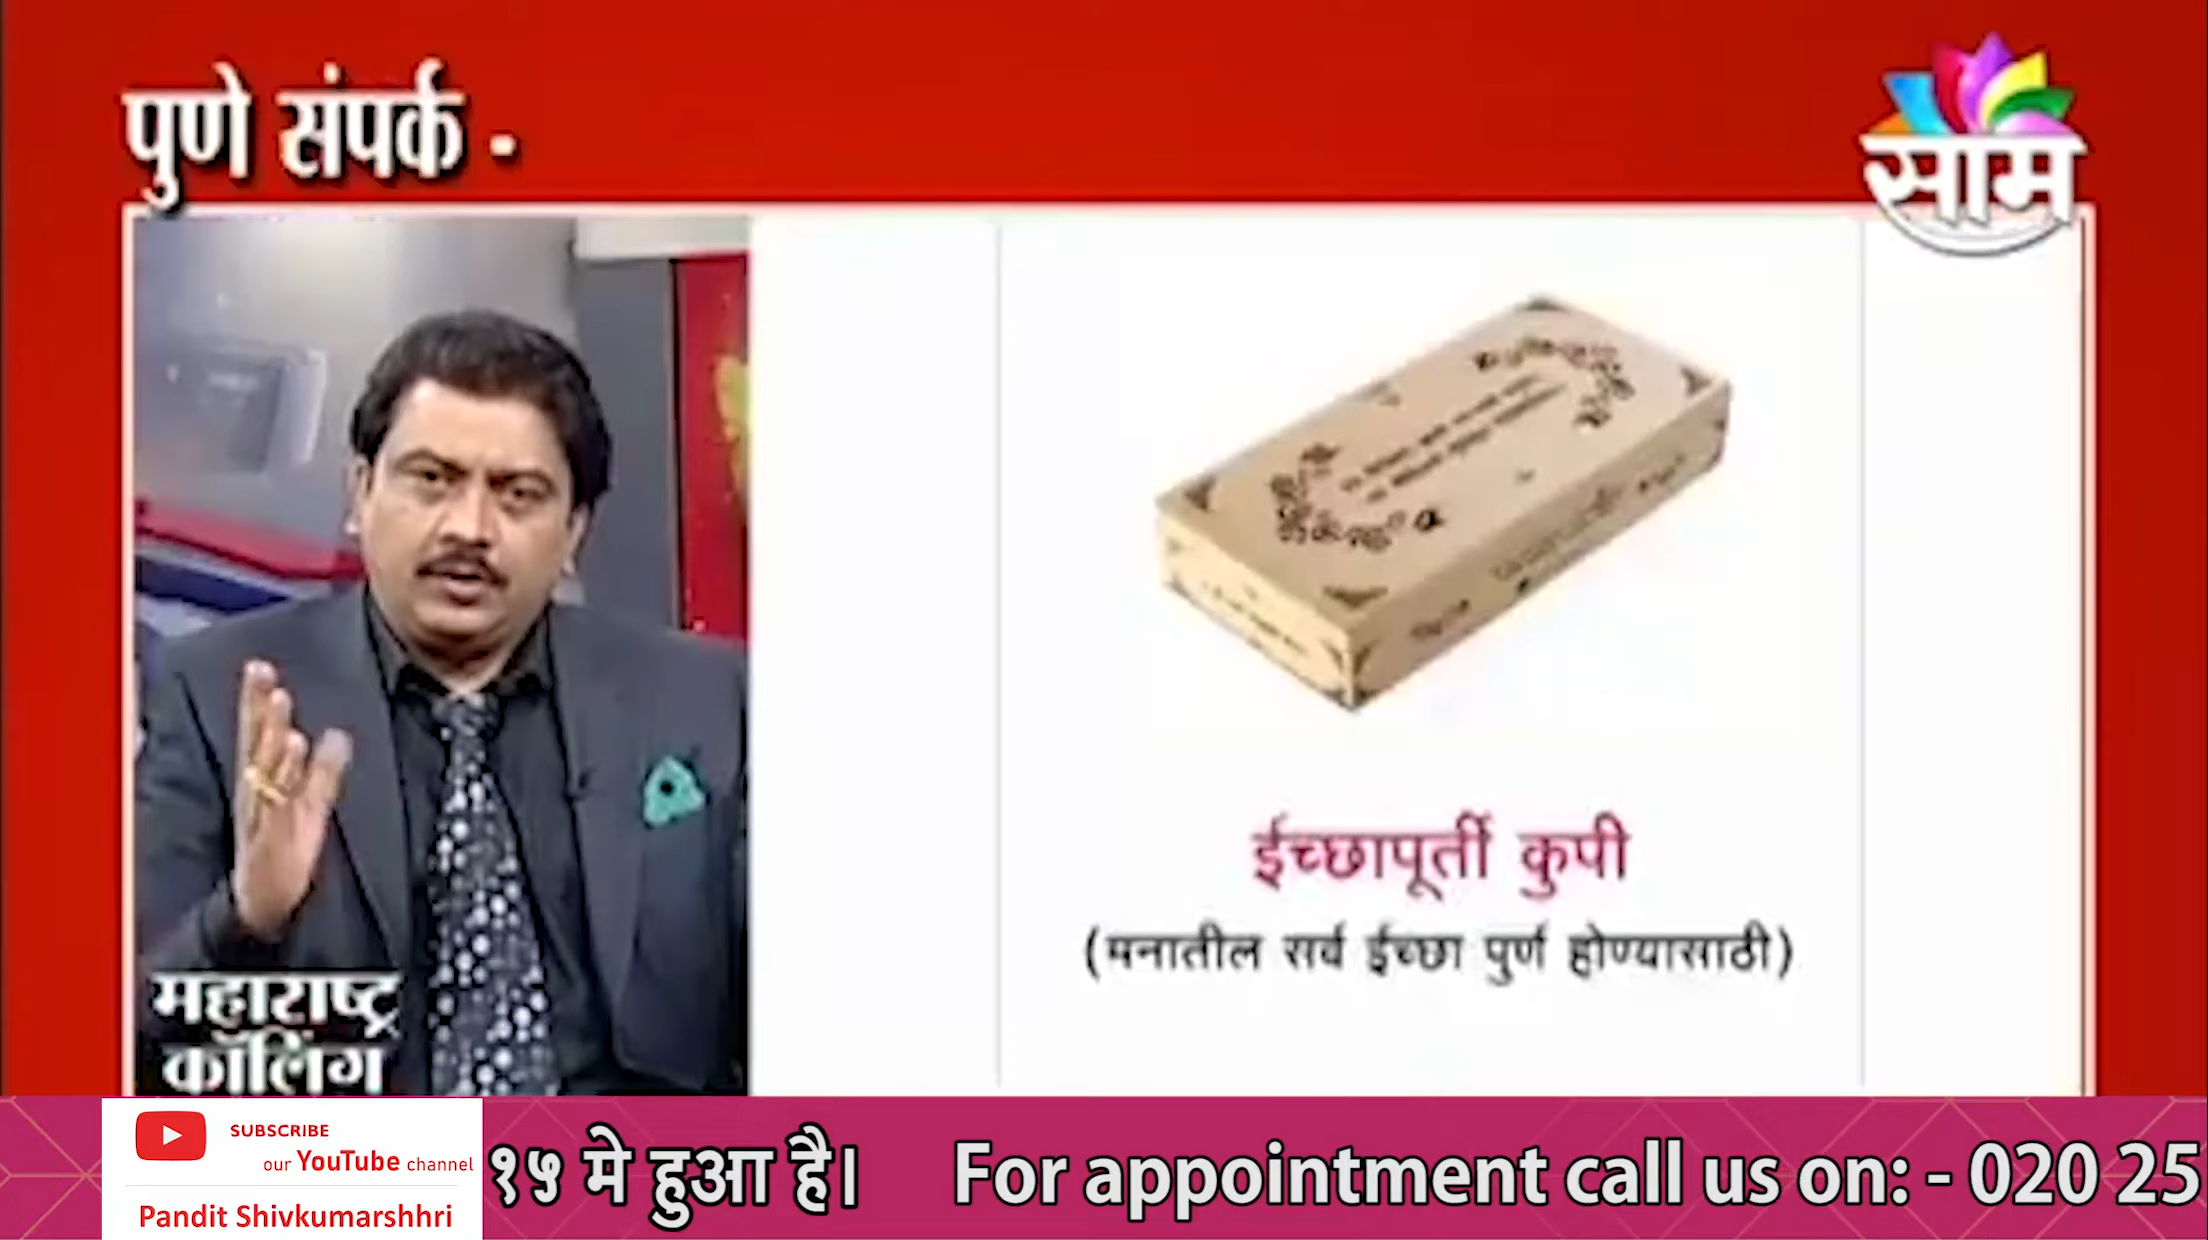 पुणे संपर्क -
साम
ईच्छापूर्ती कुपी
(मनातील सर्व ईच्छा पुर्ण होण्यासाठी)
महाराष्ट्र
कॉलिंग
SUBSCRIBE
our YouTube channel
Pandit Shivkumarshhri
१५ मे हुआ है। For appointment call us on: - 020 25